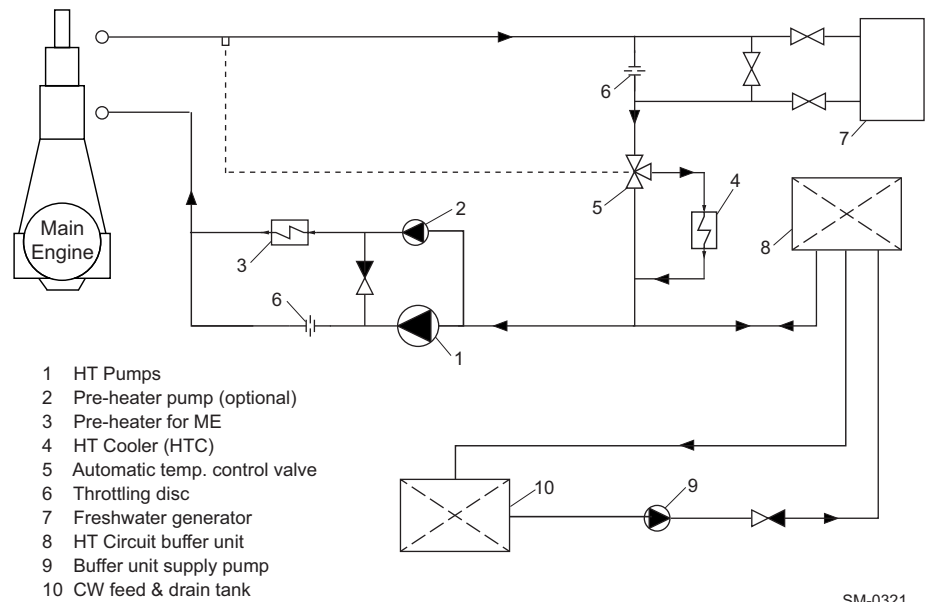 6
7
2
5
4
Main
Engine
3
8
6
1
1 HT Pumps
2 Pre-heater pump (optional)
3 Pre-heater for ME
4 HT Cooler (HTC)
5 Automatic temp. control valve
6 Throttling disc
7 Freshwater generator
8 HT Circuit buffer unit
9 Buffer unit supply pump
10 CW feed & drain tank
10
9
SM-0321